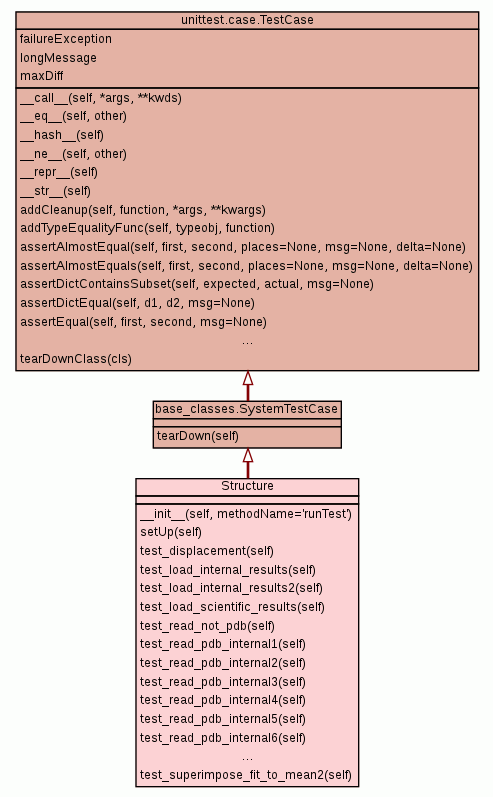 unittest.case.TestCase
failureException
longMessage
maxDiff
__call__(self, *args, **kwds)
__eq__(self, other)
__hash__(self)
__ne__(self, other)
__repr__(self)
__str__(self)
addCleanup(self, function, *args, **kwargs)
addTypeEqualityFunc(self, typeobj, function)
assertAlmostEqual(self, first, second, places=None, msg=None, delta=None)
assertAlmostEquals(self, first, second, places=None, msg=None, delta=None)
assertDictContainsSubset(self, expected, actual, msg=None)
assertDictEqual(self, d1, d2, msg=None)
assertEqual(self, first, second, msg=None)
...
tearDownClass(cls)
base_classes.SystemTestCase
tearDown(self)
Structure
__init__(self, methodName='runTest')
setUp(self)
test_displacement(self)
test_load_internal_results(self)
test_load_internal_results2(self)
test_load_scientific_results(self)
test_read_not_pdb(self)
test_read_pdb_internal1(self)
test_read_pdb_internal2(self)
test_read_pdb_internal3(self)
test_read_pdb_internal4(self)
test_read_pdb_internal5(self)
test_read_pdb_internal6(self)
...
test_superimpose_fit_to_mean2(self)